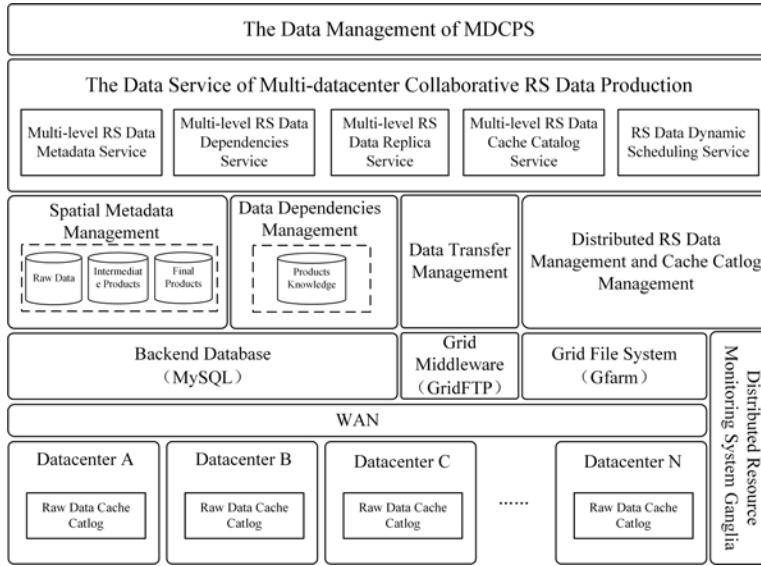 The Data Management of MDCPS
The Data Service of Multi-datacenter Collaborative RS Data Production
Multi-level RS Data
Metadata Service
Multi-level RS Data
Dependencies
Service
Multi-level RS
Data Replica
Service
Multi-level RS Data
Cache Catalog
Service
RS Data Dynamic
Scheduling Service
Spatial Metadada
Management
Raw Data
Intermediat
e Products
Final
Products
Data Dependencies
Management
Products
Knowledge
Data Transfer
Management
Distributed RS Data
Management and Cache Catlog
Management
Backend Database
（MySQL）
Grid
Middleware
（GridFTP）
Grid File System
（Gfarm）
Distributed Resource
Monitoring System Ganglia
WAN
Datacenter A
Raw Data Cache
Catlog
Datacenter B
Raw Data Cache
Catlog
Datacenter C
Raw Data Cache
Catlog
......
Datacenter N
Raw Data Cache
Catlog